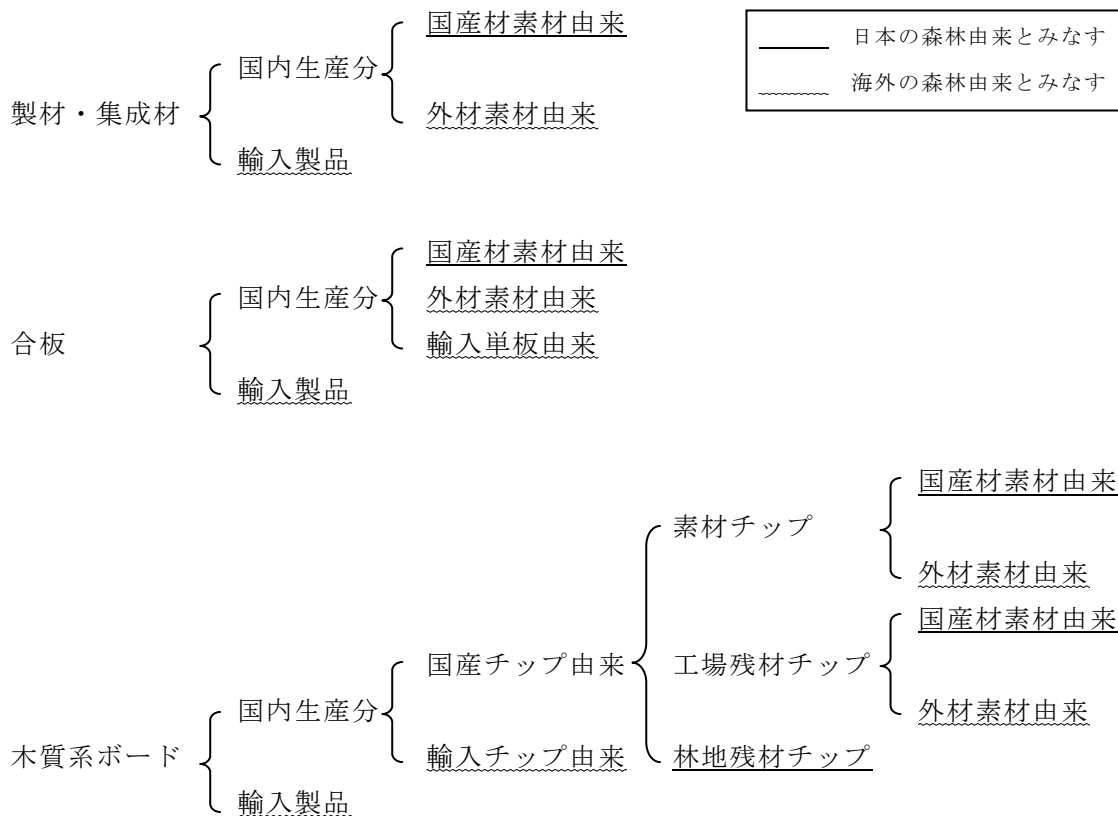 国産材素材由来
日本の森林由来とみなす
国内生産分
海外の森林由来とみなす
製材・集成材
外材素材由来
輸入製品
国産材素材由来
国内生産分
外材素材由来
合板
輸入単板由来
輸入製品
国産材素材由来
素材チップ
外材素材由来
国産材素材由来
国産チップ由来
工場残材チップ
国内生産分
外材素材由来
木質系ボード
輸入チップ由来
林地残材チップ
輸入製品